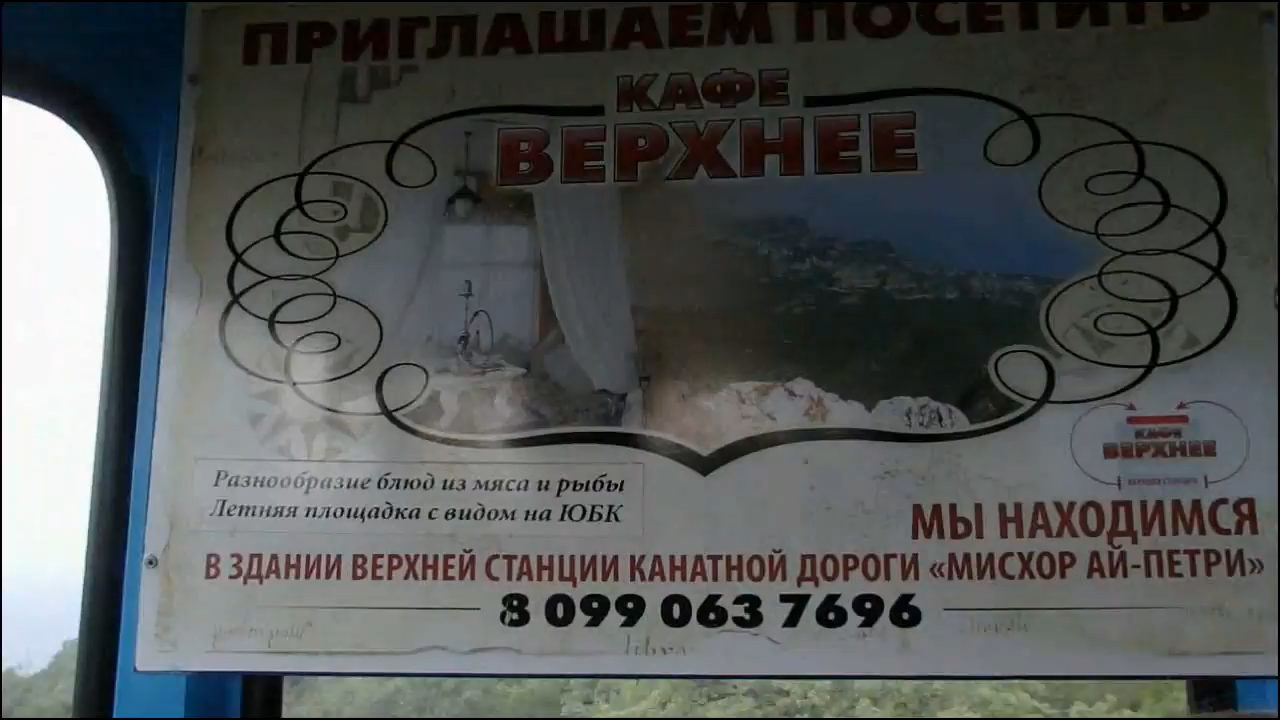 ПРИГЛАШАЕМ ПОСЕТИТЬ
КАФЕ
ВЕРХНЕЕ
КАФЕ
ВЕРХНЕЕ
Разнообразие блюд из мяса и рыбы
Летняя площадка с видом на ЮБК
МЫ НАХОДИМСЯ
В ЗДАНИИ ВЕРХНЕЙ СТАНЦИИ КАНАТНОЙ ДОРОГИ «МИСХОР АЙ-ПЕТРИ»
8 099 063 7696